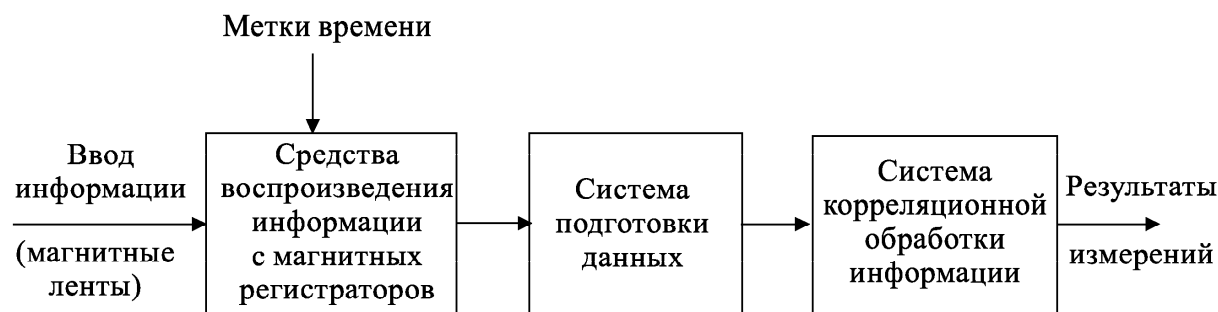 Метки времени
Ввод
информации
(магнитные
ленты)
Средства
воспроизведения
информации
с магнитных
регистраторов
Система
подготовки
данных
Система
корреляционной
обработки
информации
Результаты
измерений